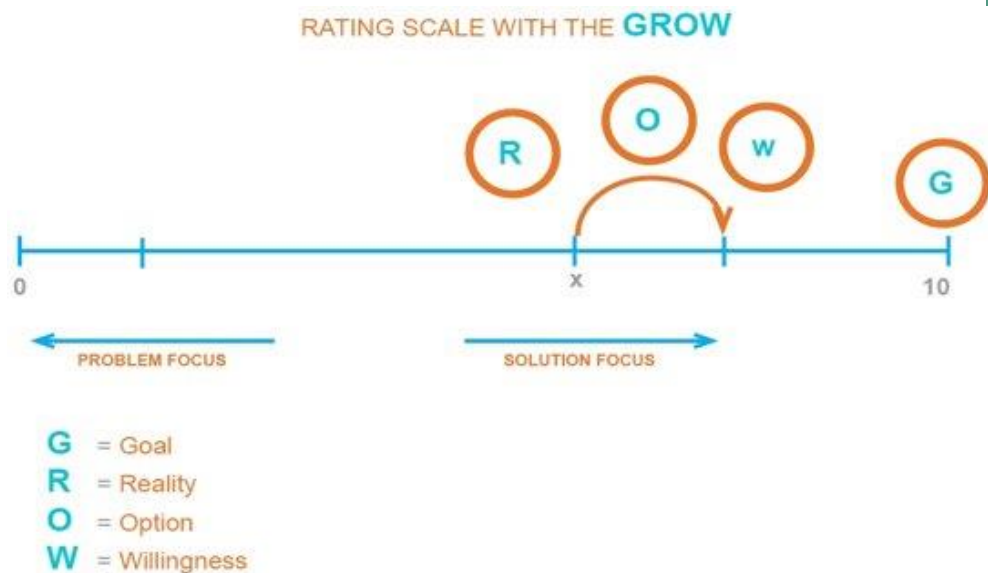 RATING SCALE WITH THE GROW
R
O
w
G
0
x
10
PROBLEM FOCUS
SOLUTION FOCUS
G = Goal
R = Reality
O = Option
W = Willingness